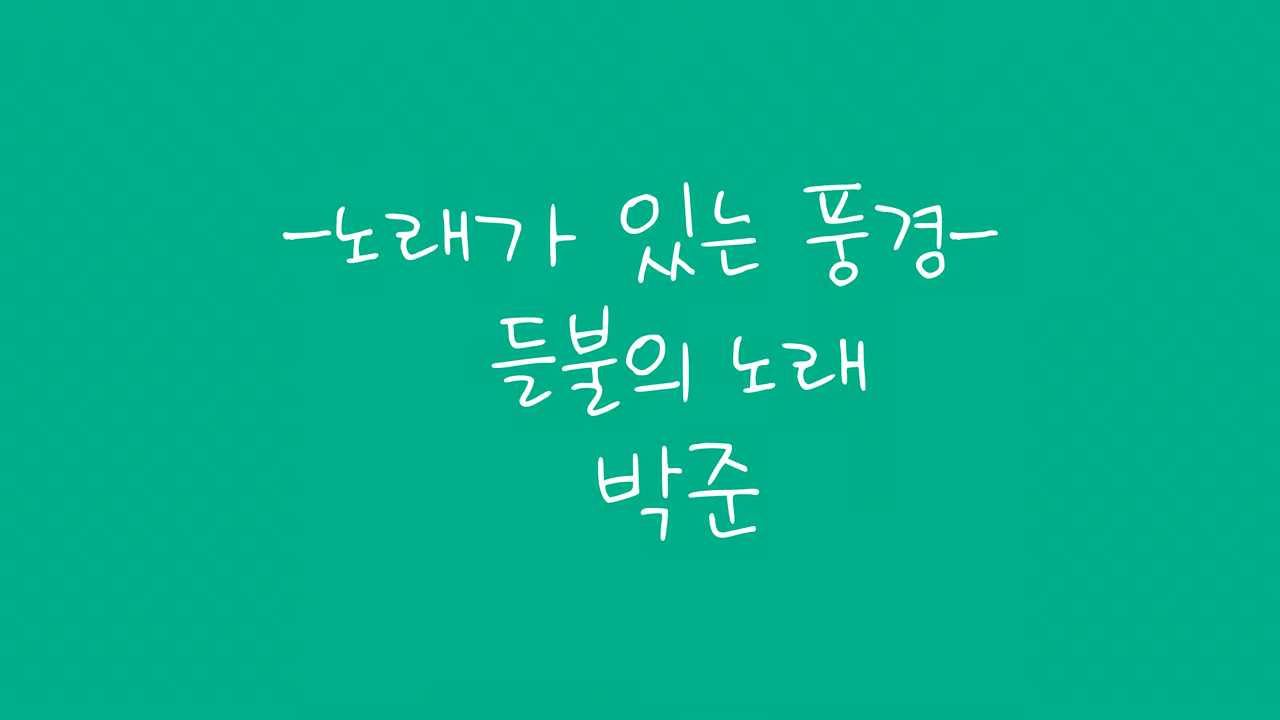 -노래가 있는 풍경-
들불의 노래
박준